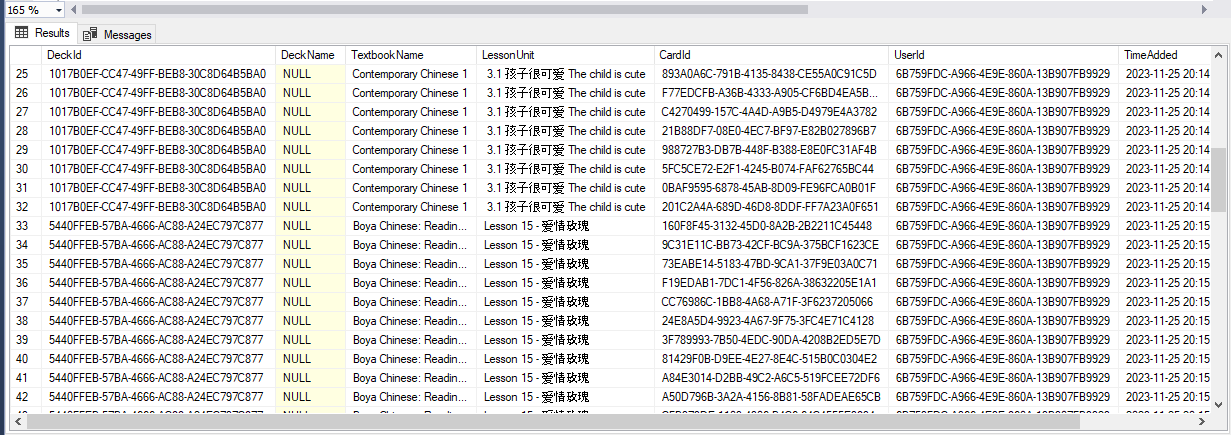 165 %
Results Messages
DeckId DeckName TextbookName LessonUnit CardId UserId TimeAdded
25 1017B0EF-CC47-49FF-BEB8-30C8D64B5BA0 NULL Contemporary Chinese 1 3.1 孩子很可爱 The child is cute 893A0A6C-791B-4135-8438-CE55A0C91C5D 6B759FDC-A966-4E9E-860A-13B907FB9929 2023-11-25 20:14
26 1017B0EF-CC47-49FF-BEB8-30C8D64B5BA0 NULL Contemporary Chinese 1 3.1 孩子很可爱 The child is cute F77EDCFB-A36B-4333-A905-CF6BD4EA5B... 6B759FDC-A966-4E9E-860A-13B907FB9929 2023-11-25 20:14
27 1017B0EF-CC47-49FF-BEB8-30C8D64B5BA0 NULL Contemporary Chinese 1 3.1 孩子很可爱 The child is cute C4270499-157C-4A4D-A9B5-D4979E4A3782 6B759FDC-A966-4E9E-860A-13B907FB9929 2023-11-25 20:14
28 1017B0EF-CC47-49FF-BEB8-30C8D64B5BA0 NULL Contemporary Chinese 1 3.1 孩子很可爱 The child is cute 21B88DF7-08E0-4EC7-BF97-E82B027896B7 6B759FDC-A966-4E9E-860A-13B907FB9929 2023-11-25 20:14
29 1017B0EF-CC47-49FF-BEB8-30C8D64B5BA0 NULL Contemporary Chinese 1 3.1 孩子很可爱 The child is cute 988727B3-DB7B-448F-B388-E8E0FC31AF4B 6B759FDC-A966-4E9E-860A-13B907FB9929 2023-11-25 20:14
30 1017B0EF-CC47-49FF-BEB8-30C8D64B5BA0 NULL Contemporary Chinese 1 3.1 孩子很可爱 The child is cute 5FC5CE72-E2F1-4245-B074-FAF62765BC44 6B759FDC-A966-4E9E-860A-13B907FB9929 2023-11-25 20:14
31 1017B0EF-CC47-49FF-BEB8-30C8D64B5BA0 NULL Contemporary Chinese 1 3.1 孩子很可爱 The child is cute 0BAF9595-6878-45AB-8D09-FE96FCA0B01F 6B759FDC-A966-4E9E-860A-13B907FB9929 2023-11-25 20:14
32 1017B0EF-CC47-49FF-BEB8-30C8D64B5BA0 NULL Contemporary Chinese 1 3.1 孩子很可爱 The child is cute 201C2A4A-689D-46D8-8DDF-FF7A23A0F651 6B759FDC-A966-4E9E-860A-13B907FB9929 2023-11-25 20:14
33 5440FFEB-57BA-4666-AC88-A24EC797C877 NULL Boya Chinese: Readin... Lesson 15 - 爱情玫瑰 160F8F45-3132-45D0-8A2B-2B2211C45448 6B759FDC-A966-4E9E-860A-13B907FB9929 2023-11-25 20:15
34 5440FFEB-57BA-4666-AC88-A24EC797C877 NULL Boya Chinese: Readin... Lesson 15 - 爱情玫瑰 9C31E11C-BB73-42CF-BC9A-375BCF1623CE 6B759FDC-A966-4E9E-860A-13B907FB9929 2023-11-25 20:15
35 5440FFEB-57BA-4666-AC88-A24EC797C877 NULL Boya Chinese: Readin... Lesson 15 - 爱情玫瑰 73EABE14-5183-47BD-9CA1-37F9E03A0C71 6B759FDC-A966-4E9E-860A-13B907FB9929 2023-11-25 20:15
36 5440FFEB-57BA-4666-AC88-A24EC797C877 NULL Boya Chinese: Readin... Lesson 15 - 爱情玫瑰 F19EDAB1-7DC1-4F56-826A-38632205E1A1 6B759FDC-A966-4E9E-860A-13B907FB9929 2023-11-25 20:15
37 5440FFEB-57BA-4666-AC88-A24EC797C877 NULL Boya Chinese: Readin... Lesson 15 - 爱情玫瑰 CC76986C-1BB8-4A68-A71F-3F6237205066 6B759FDC-A966-4E9E-860A-13B907FB9929 2023-11-25 20:15
38 5440FFEB-57BA-4666-AC88-A24EC797C877 NULL Boya Chinese: Readin... Lesson 15 - 爱情玫瑰 24E8A5D4-9923-4A67-9F75-3FC4E71C4128 6B759FDC-A966-4E9E-860A-13B907FB9929 2023-11-25 20:15
39 5440FFEB-57BA-4666-AC88-A24EC797C877 NULL Boya Chinese: Readin... Lesson 15 - 爱情玫瑰 3F789993-7B50-4EDC-90DA-4208B2ED5E7D 6B759FDC-A966-4E9E-860A-13B907FB9929 2023-11-25 20:15
40 5440FFEB-57BA-4666-AC88-A24EC797C877 NULL Boya Chinese: Readin... Lesson 15 - 爱情玫瑰 81429F0B-D9EE-4E27-8E4C-515B0C0304E2 6B759FDC-A966-4E9E-860A-13B907FB9929 2023-11-25 20:15
41 5440FFEB-57BA-4666-AC88-A24EC797C877 NULL Boya Chinese: Readin... Lesson 15 - 爱情玫瑰 A84E3014-D2BB-49C2-A6C5-519FCEE72DF6 6B759FDC-A966-4E9E-860A-13B907FB9929 2023-11-25 20:15
42 5440FFEB-57BA-4666-AC88-A24EC797C877 NULL Boya Chinese: Readin... Lesson 15 - 爱情玫瑰 A50D796B-3A2A-4156-8B81-58FADEAE65CB 6B759FDC-A966-4E9E-860A-13B907FB9929 2023-11-25 20:15